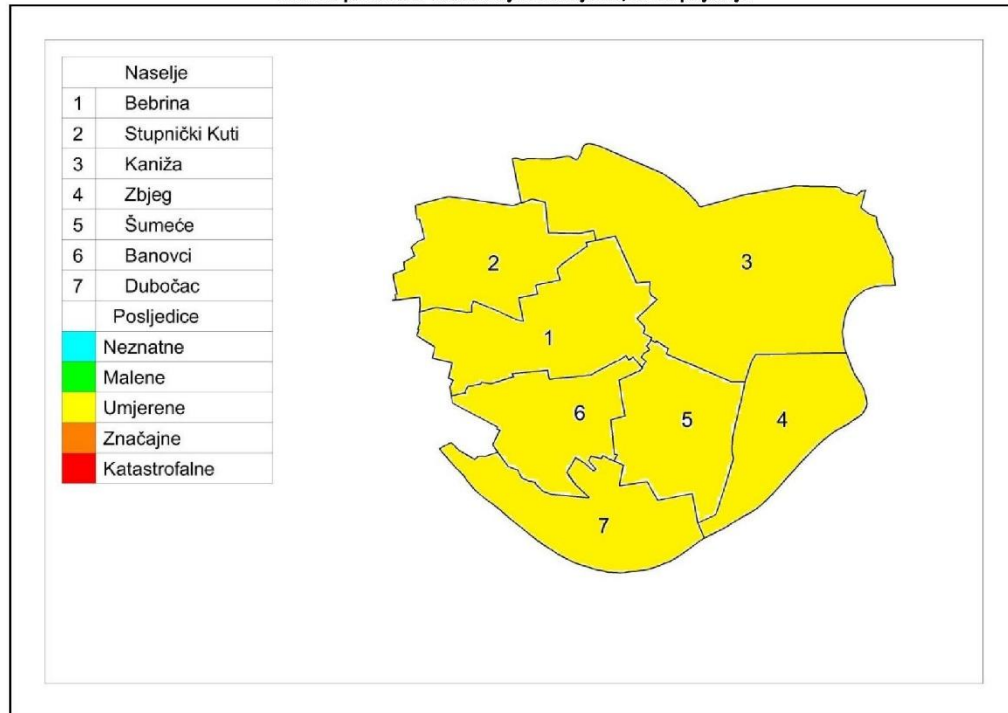 Naselje
1 Bebrina
2 Stupnički Kuti
3 Kaniža
4 Zbjeg
5 Šumeće
6 Banovci
7 Dubočac
Posljedice
Neznatne
Malene
Umjerene
Značajne
Katastrofalne
2
3
1
6
5
4
7